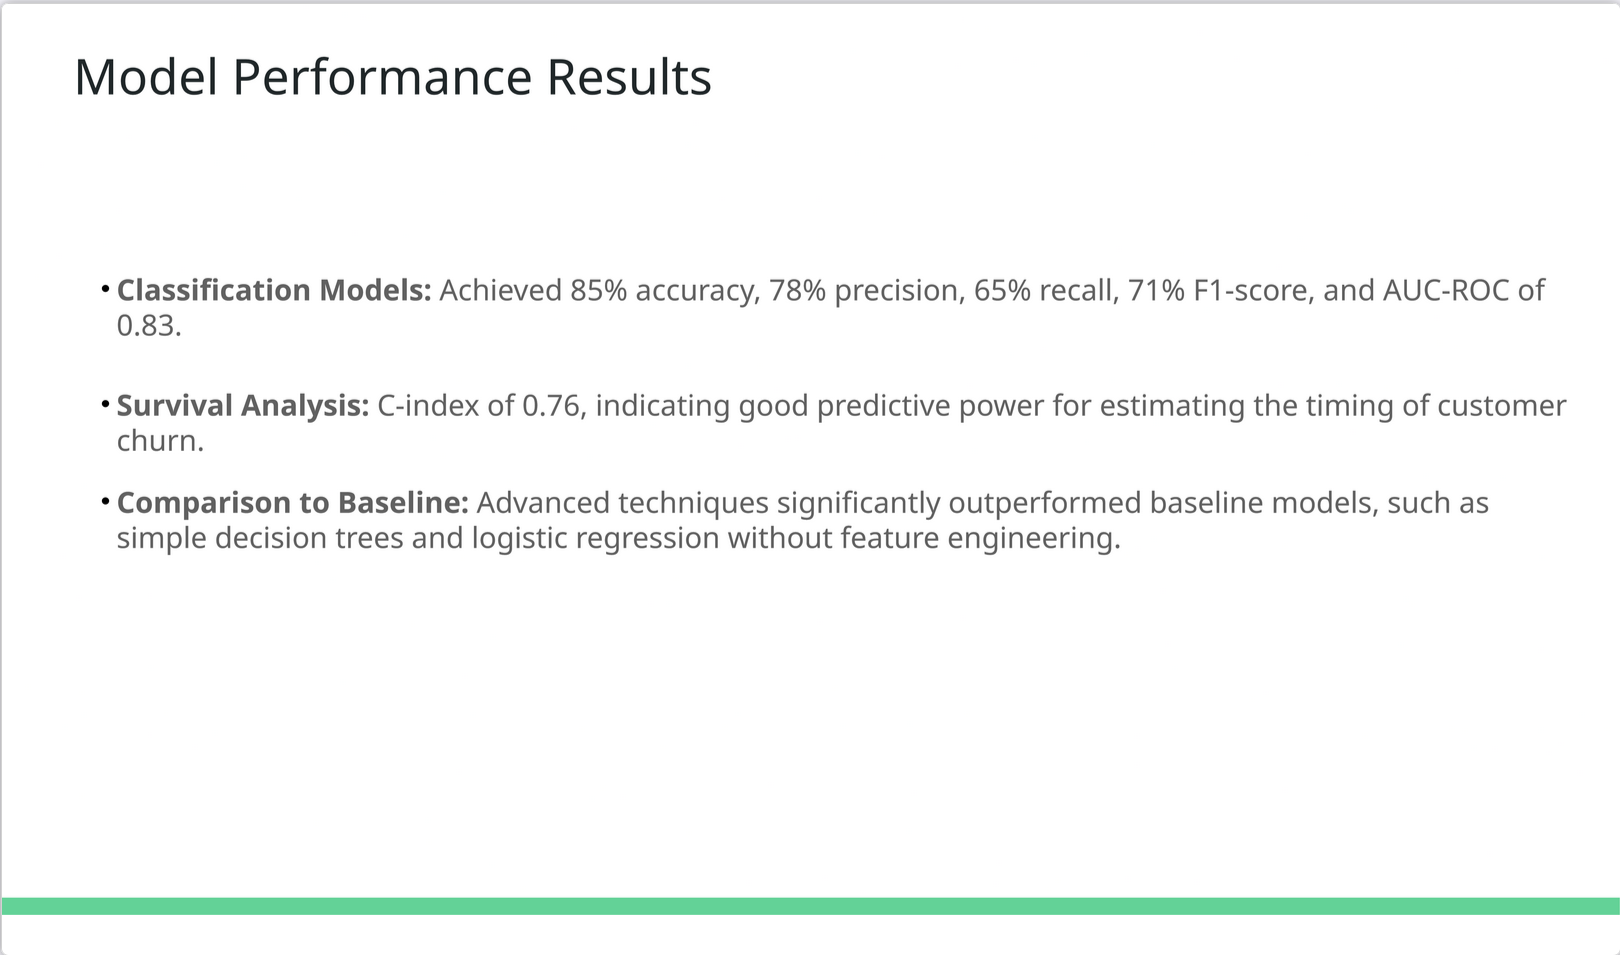 Model Performance Results
• Classification Models: Achieved 85% accuracy, 78% precision, 65% recall, 71% F1-score, and AUC-ROC of
0.83.
• Survival Analysis: C-index of 0.76, indicating good predictive power for estimating the timing of customer
churn.
• Comparison to Baseline: Advanced techniques significantly outperformed baseline models, such as
simple decision trees and logistic regression without feature engineering.